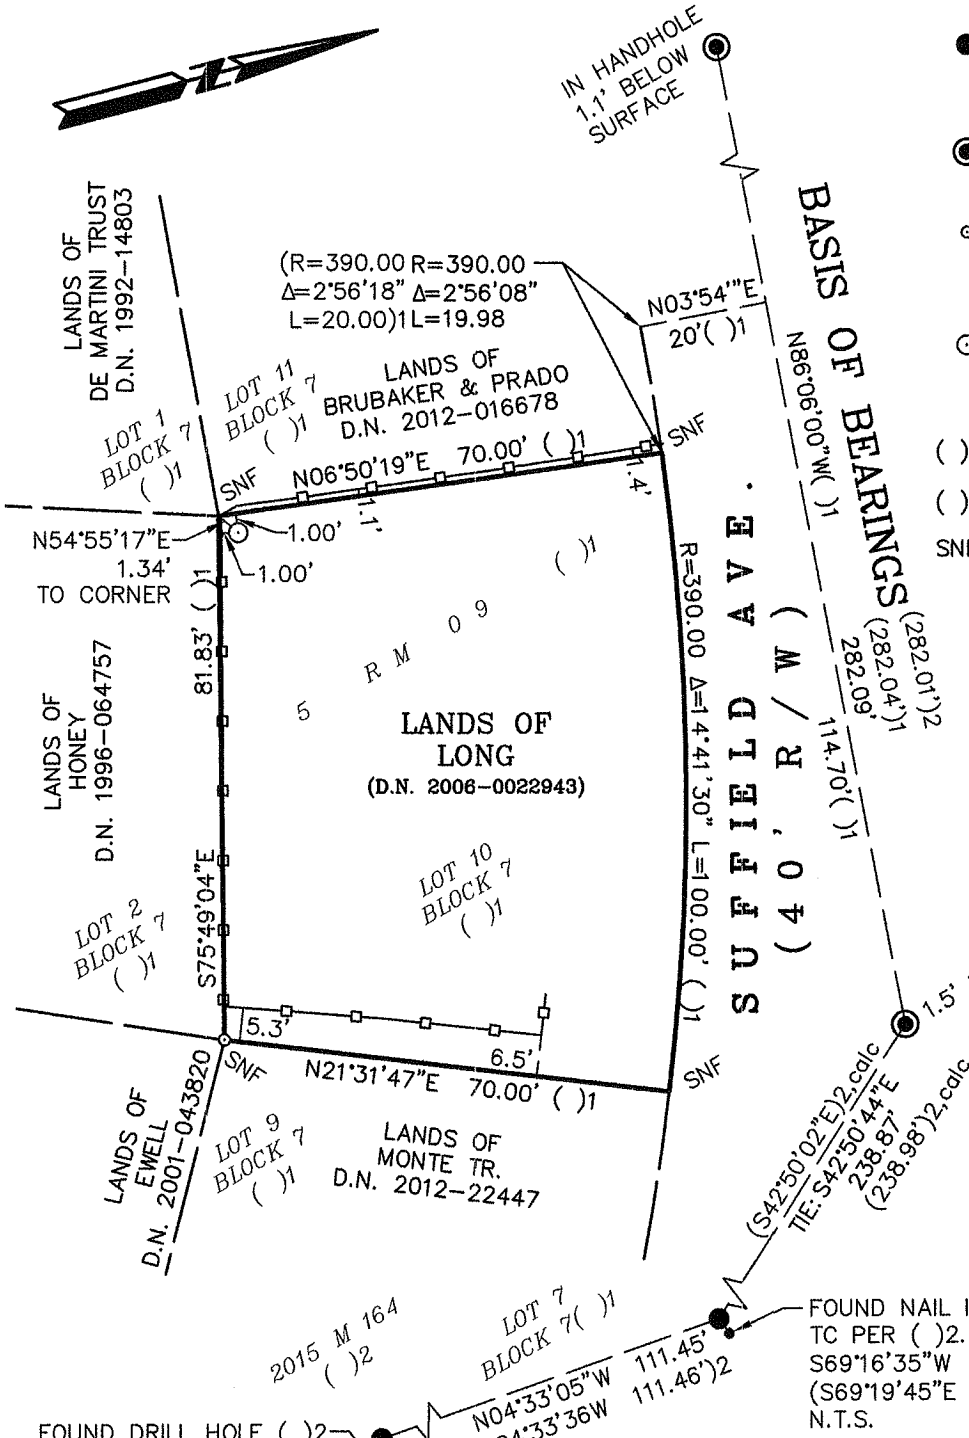 IN HANDHOLE
1.1' BELOW
SURFACE
LANDS OF
DE MARTINI TRUST
D.N. 1992-14803
(R=390.00 R=390.00
Δ=2°56'18" Δ=2°56'08"
L=20.00)1 L=19.98
N03°54'"E
20'( )1
BASIS OF BEARINGS
N86°06'00"W( )1
LOT 1
BLOCK 7
( )1
LOT 11
BLOCK 7
( )1
LANDS OF
BRUBAKER & PRADO
D.N. 2012-016678
SNF
N06°50'19"E 70.00' ( )1
SNF
1.1'
1.4'
( )
( )
SNF
N54°55'17"E
1.34'
TO CORNER
1.00'
1.00'
81.83' ( )1
S75°49'04"E
5 RM 09
( )1
R=390.00 Δ=14°41'30" L=100.00' ( )1
SUFFIELD AVE.
(40' R/W)
(282.01')2
(282.04')1
282.09'
114.70'( )1
LANDS OF
HONEY
D.N. 1996-064757
LANDS OF
LONG
(D.N. 2006-0022943)
LOT 10
BLOCK 7
( )1
LOT 2
BLOCK 7
( )1
5.3'
6.5'
SNF
N21°31'47"E 70.00' ( )1
SNF
1.5'
LANDS OF
EWELL
D.N. 2001-043820
LOT 9
BLOCK 7
( )1
LANDS OF
MONTE TR.
D.N. 2012-22447
(S42°50'02"E)2,calc
TIE: S42°50'44"E
238.87'
(238.98')2,calc
2015 M 164
( )2
LOT 7
BLOCK 7( )1
FOUND NAIL
TC PER ( )2.
S69°16'35"W
(S69°19'45"E
N.T.S.
N04°33'05"W 111.45'
4°33'36W 111.46')2
FOUND DRILL HOLE ( )2